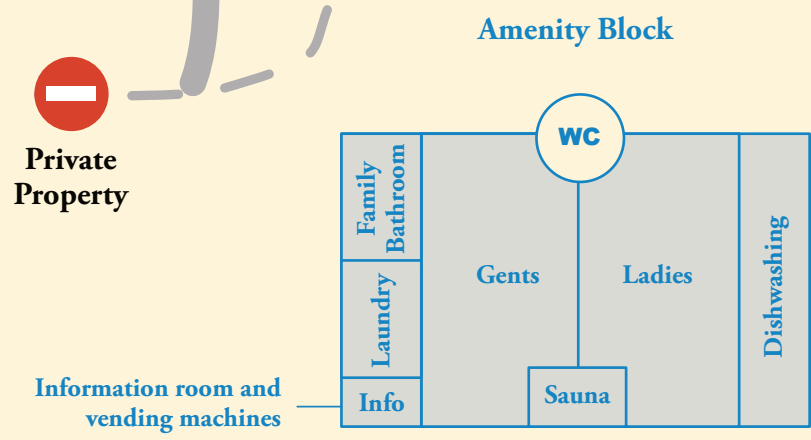 Amenity Block
Private
Property
WC
Family
Bathroom
Gents
Ladies
Dishwashing
Laundry
Information room and
vending machines
Info
Sauna